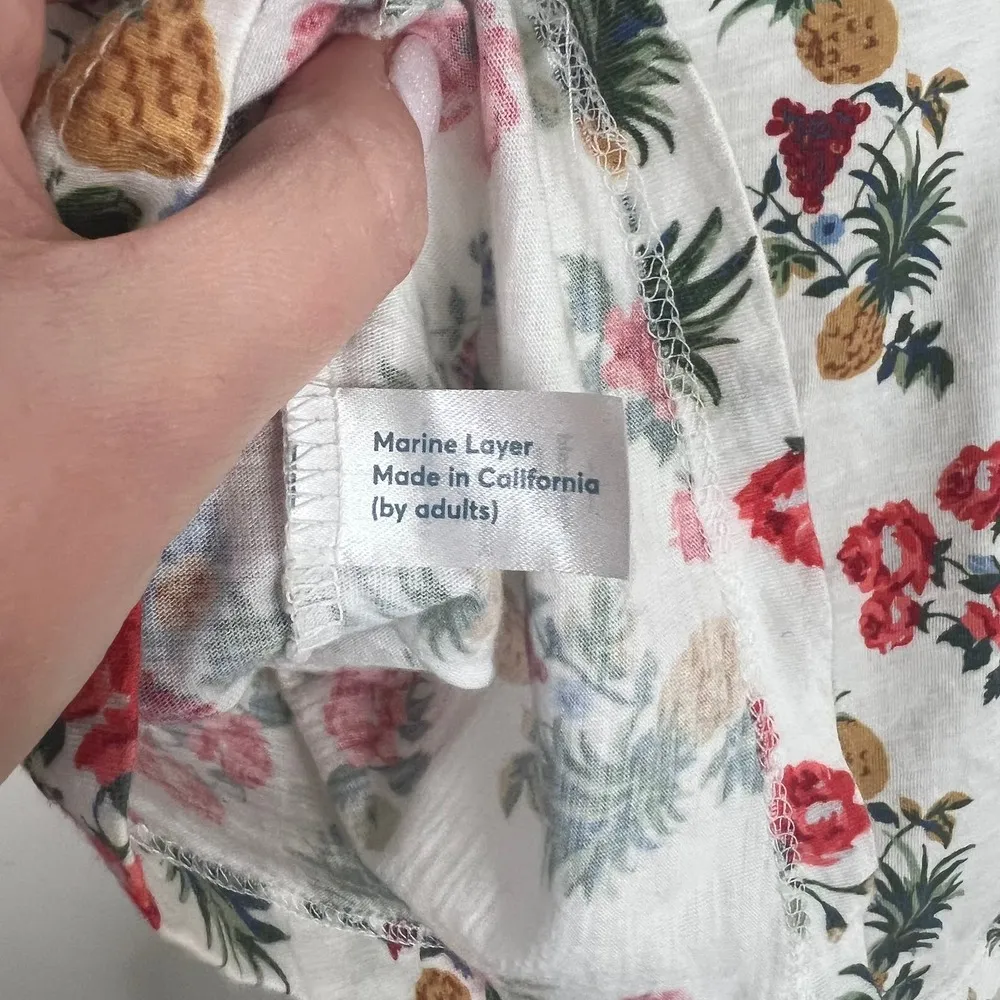 Marine Layer
Made in California
(by adults)